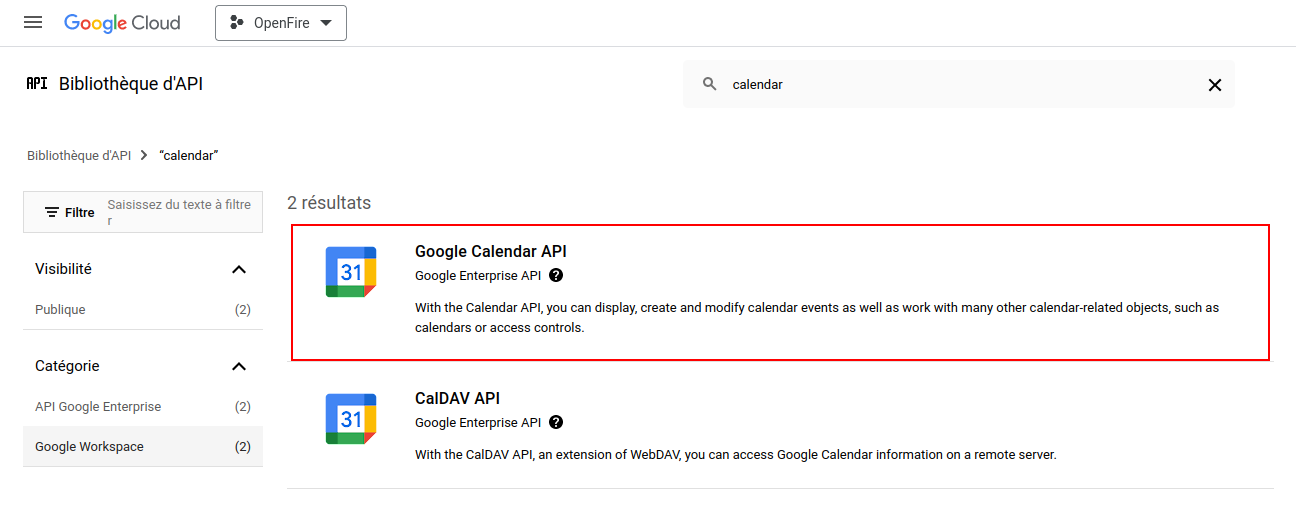 Google Cloud
OpenFire
API Bibliothèque d'API
calendar
Bibliothèque d'API
“calendar”
Filtre
Saisissez du texte à filtre
r
2 résultats
Visibilité
Publique (2)
Catégorie
API Google Enterprise (2)
Google Workspace (2)
31
Google Calendar API
Google Enterprise API ?
With the Calendar API, you can display, create and modify calendar events as well as work with many other calendar-related objects, such as
calendars or access controls.
31
CalDAV API
Google Enterprise API ?
With the CalDAV API, an extension of WebDAV, you can access Google Calendar information on a remote server.